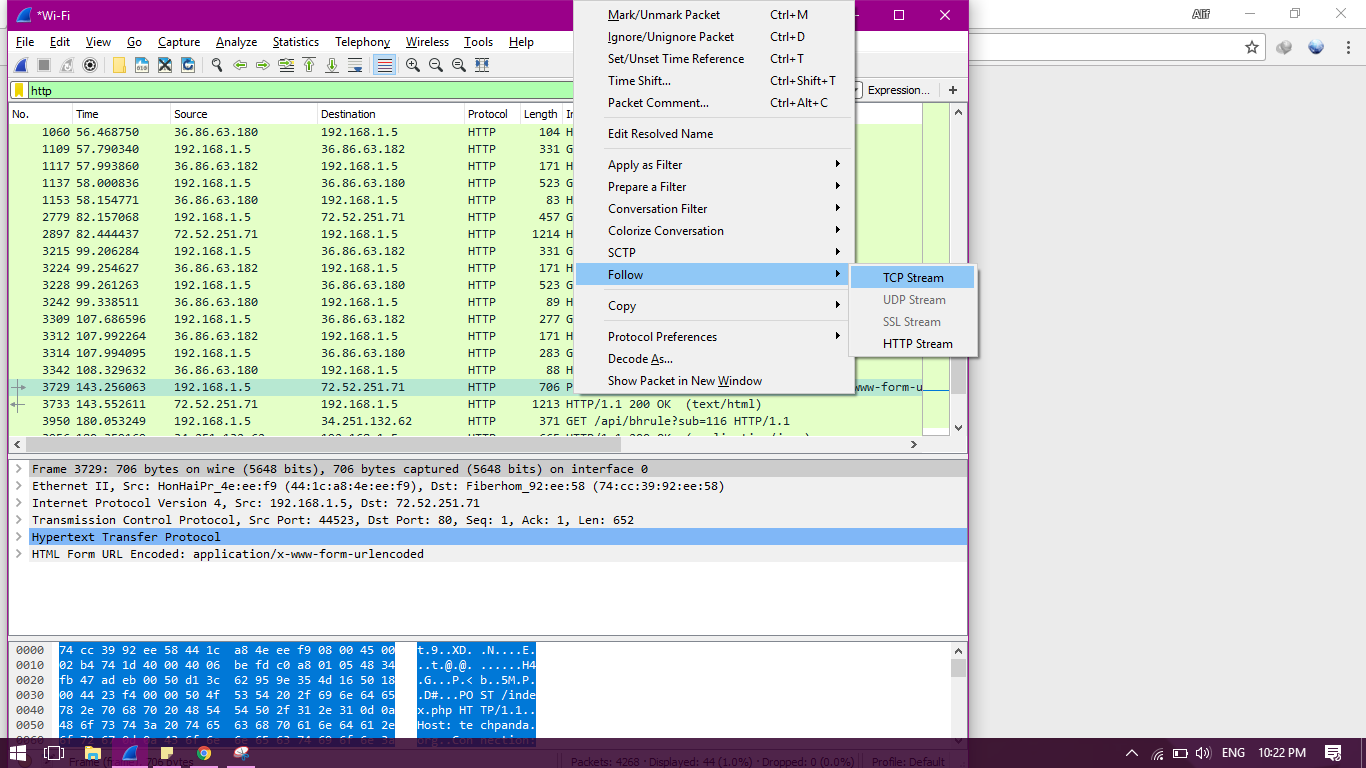 *Wi-Fi
Alif
File Edit View Go Capture Analyze Statistics Telephony Wireless Tools Help
http
Expression...
+
No. Time Source Destination Protocol Length
1060 56.468750 36.86.63.180 192.168.1.5 HTTP 104 H
1109 57.790340 192.168.1.5 36.86.63.182 HTTP 331 G
1117 57.993860 36.86.63.182 192.168.1.5 HTTP 171 H
1137 58.000836 192.168.1.5 36.86.63.180 HTTP 523 G
1153 58.154771 36.86.63.180 192.168.1.5 HTTP 83 H
2779 82.157068 192.168.1.5 72.52.251.71 HTTP 457 G
2897 82.444437 72.52.251.71 192.168.1.5 HTTP 1214 H
3215 99.206284 192.168.1.5 36.86.63.182 HTTP 331 G
3224 99.254627 36.86.63.182 192.168.1.5 HTTP 171 H
3228 99.261263 192.168.1.5 36.86.63.180 HTTP 523 G
3242 99.338511 36.86.63.180 192.168.1.5 HTTP 89 H
3309 107.686596 192.168.1.5 36.86.63.182 HTTP 277 G
3312 107.992264 36.86.63.182 192.168.1.5 HTTP 171 H
3314 107.994095 192.168.1.5 36.86.63.180 HTTP 283 G
3342 108.329632 36.86.63.180 192.168.1.5 HTTP 88 H
3729 143.256063 192.168.1.5 72.52.251.71 HTTP 706 P www-form-u
3733 143.552611 72.52.251.71 192.168.1.5 HTTP 1213 HTTP/1.1 200 OK (text/html)
3950 180.053249 192.168.1.5 34.251.132.62 HTTP 371 GET /api/bhrule?sub=116 HTTP/1.1
Mark/Unmark Packet Ctrl+M
Ignore/Unignore Packet Ctrl+D
Set/Unset Time Reference Ctrl+T
Time Shift... Ctrl+Shift+T
Packet Comment... Ctrl+Alt+C
Edit Resolved Name
Apply as Filter
Prepare a Filter
Conversation Filter
Colorize Conversation
SCTP
Follow
Copy
Protocol Preferences
Decode As...
Show Packet in New Window
TCP Stream
UDP Stream
SSL Stream
HTTP Stream
Frame 3729: 706 bytes on wire (5648 bits), 706 bytes captured (5648 bits) on interface 0
Ethernet II, Src: HonHaiPr_4e:ee:f9 (44:1c:a8:4e:ee:f9), Dst: Fiberhom_92:ee:58 (74:cc:39:92:ee:58)
Internet Protocol Version 4, Src: 192.168.1.5, Dst: 72.52.251.71
Transmission Control Protocol, Src Port: 44523, Dst Port: 80, Seq: 1, Ack: 1, Len: 652
Hypertext Transfer Protocol
HTML Form URL Encoded: application/x-www-form-urlencoded
0000 74 cc 39 92 ee 58 44 1c a8 4e ee f9 08 00 45 00 t.9..XD. .N....E.
0010 02 b4 74 1d 40 00 40 06 be fd c0 a8 01 05 48 34 ..t.@.@. ......H4
0020 fb 47 ad eb 00 50 d1 3c 62 95 9e 35 4d 16 50 18 .G...P.< b..5M.P.
0030 00 44 23 f4 00 00 50 4f 53 54 20 2f 69 6e 64 65 .D#...PO ST /inde
0040 78 2e 70 68 70 20 48 54 54 50 2f 31 2e 31 0d 0a x.php HT TP/1.1..
0050 48 6f 73 74 3a 20 74 65 63 68 70 61 6e 64 61 2e Host: te chpanda.
Packets: 4268 · Displayed: 44 (1.0%) · Dropped: 0 (0.0%) Profile: Default
ENG 10:22 PM